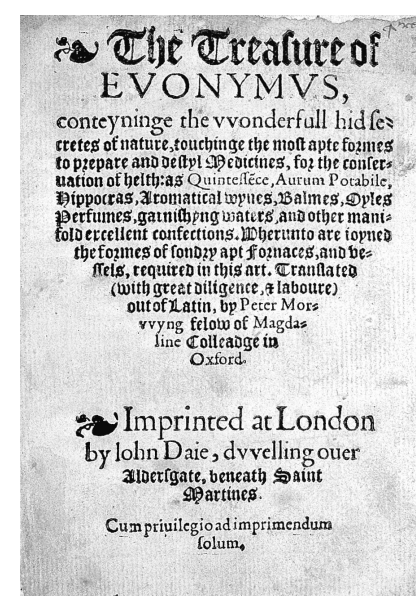 The Treaſure of
EVONYMVS,
conteyninge the vvonderfull hid ſe⸗
cretes of nature, touchinge the moſt apte formes
to prepare and deſtyl Medicines, for the conſer⸗
uation of helth: as Quinteſſẽce, Aurum Potabile,
Hippocras, Aromatical wynes, Balmes, Oyles
Perfumes, garniſhyng waters, and other mani⸗
fold excellent confections. Wherunto are ioyned
the formes of ſondry apt Fornaces, and ve⸗
ſſels, required in this art. Tranſlated
(with great diligence, ⁊ laboure)
out of Latin, by Peter Mor⸗
vvyng felow of Magda⸗
line Colleadge in
Oxford.
Imprinted at London
by Iohn Daie, dvvelling ouer
Alderſgate, beneath Saint
Martines.
Cum priuilegio ad imprimendum
ſolum.